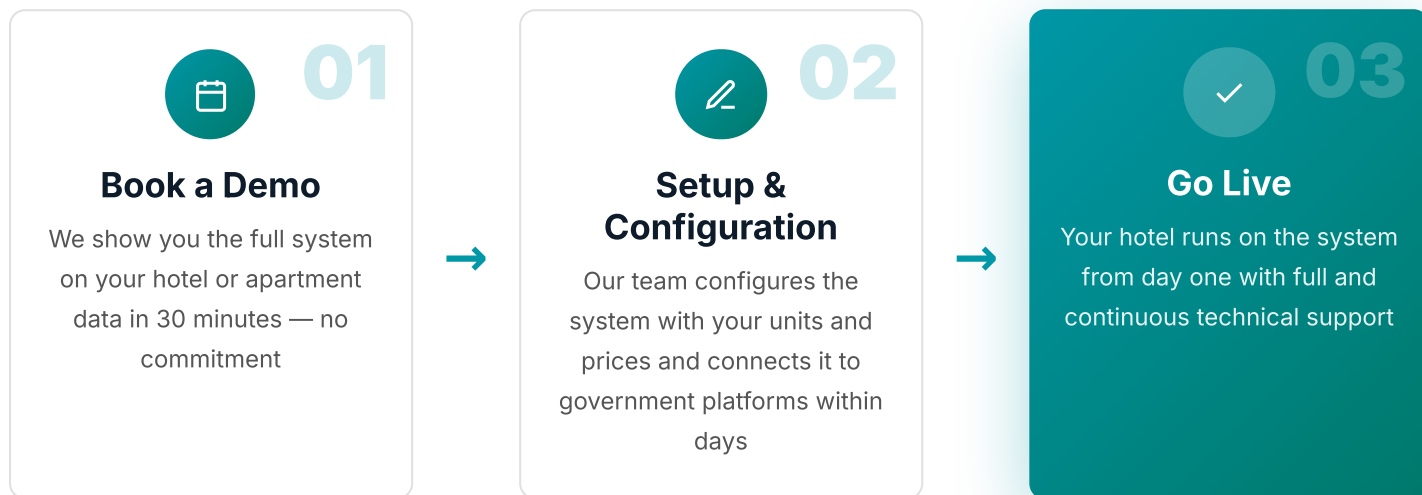 01
Book a Demo
We show you the full system
on your hotel or apartment
data in 30 minutes — no
commitment
→
02
Setup &
Configuration
Our team configures the
system with your units and
prices and connects it to
government platforms within
days
→
03
Go Live
Your hotel runs on the system
from day one with full and
continuous technical support